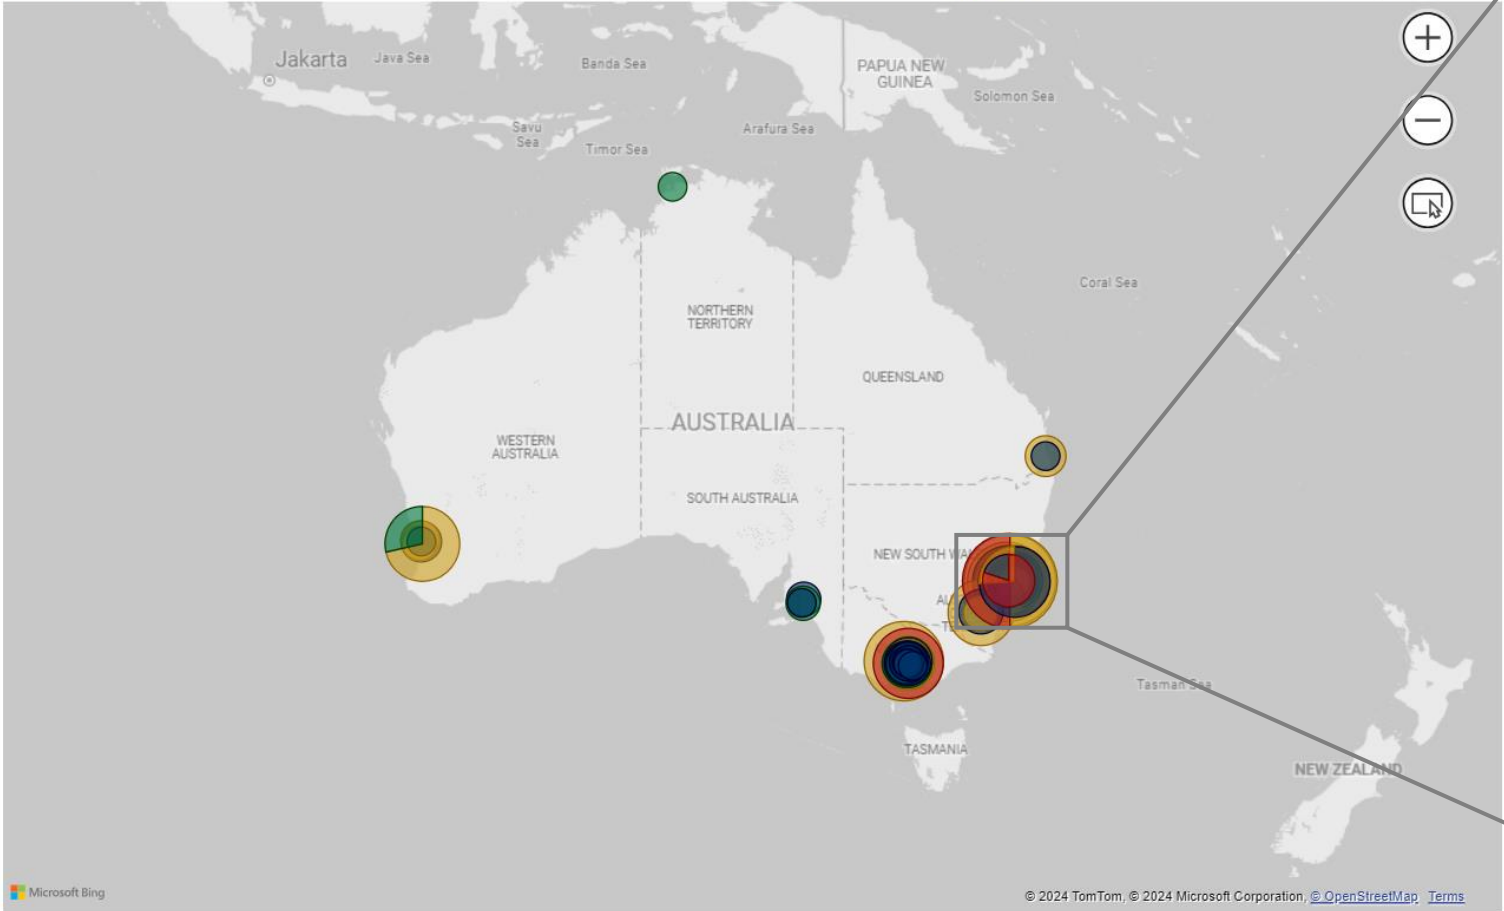 Jakarta
Java Sea
Banda Sea
PAPUA NEW
GUINEA
Solomon Sea
Savu
Sea
Timor Sea
Arafura Sea
Coral Sea
NORTHERN
TERRITORY
QUEENSLAND
AUSTRALIA
WESTERN
AUSTRALIA
SOUTH AUSTRALIA
NEW SOUTH WA
AU
TE
Tasman Sea
TASMANIA
NEW ZEALAND
Microsoft Bing
© 2024 TomTom, © 2024 Microsoft Corporation, © OpenStreetMap Terms